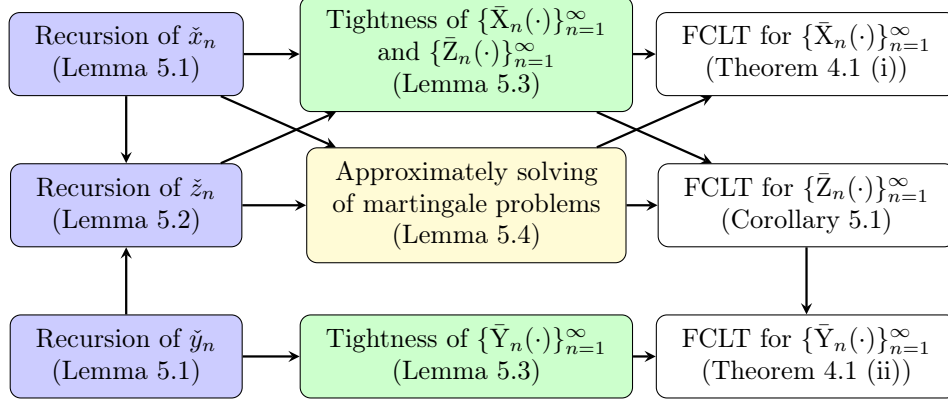 Recursion of x̌ₙ
(Lemma 5.1)
Tightness of {X̄ₙ(·)}ₙ₌₁^∞
and {Z̄ₙ(·)}ₙ₌₁^∞
(Lemma 5.3)
FCLT for {X̄ₙ(·)}ₙ₌₁^∞
(Theorem 4.1 (i))
Recursion of žₙ
(Lemma 5.2)
Approximately solving
of martingale problems
(Lemma 5.4)
FCLT for {Z̄ₙ(·)}ₙ₌₁^∞
(Corollary 5.1)
Recursion of y̌ₙ
(Lemma 5.1)
Tightness of {Ȳₙ(·)}ₙ₌₁^∞
(Lemma 5.3)
FCLT for {Ȳₙ(·)}ₙ₌₁^∞
(Theorem 4.1 (ii))